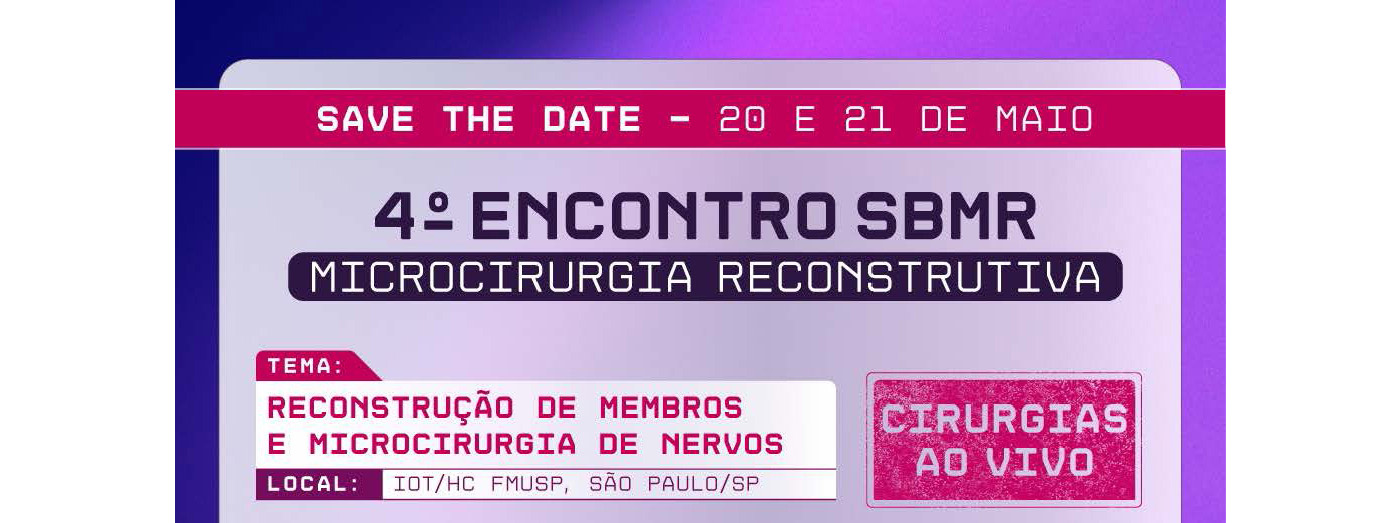 SAVE THE DATE - 20 E 21 DE MAIO
4º ENCONTRO SBMR
MICROCIRURGIA RECONSTRUTIVA
TEMA:
RECONSTRUÇÃO DE MEMBROS
E MICROCIRURGIA DE NERVOS
LOCAL: IOT/HC FMUSP, SÃO PAULO/SP
CIRURGIAS
AO VIVO